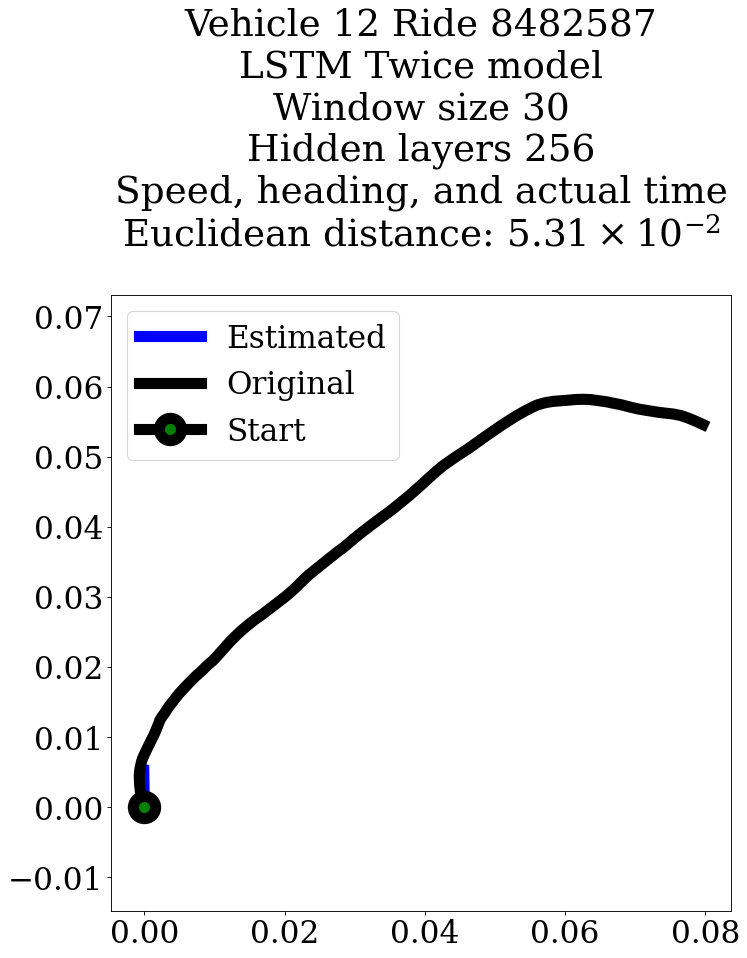 Vehicle 12 Ride 8482587
LSTM Twice model
Window size 30
Hidden layers 256
Speed, heading, and actual time
Euclidean distance: 5.31 × 10⁻²
Estimated
Original
Start
0.07
0.06
0.05
0.04
0.03
0.02
0.01
0.00
−0.01
0.00 0.02 0.04 0.06 0.08